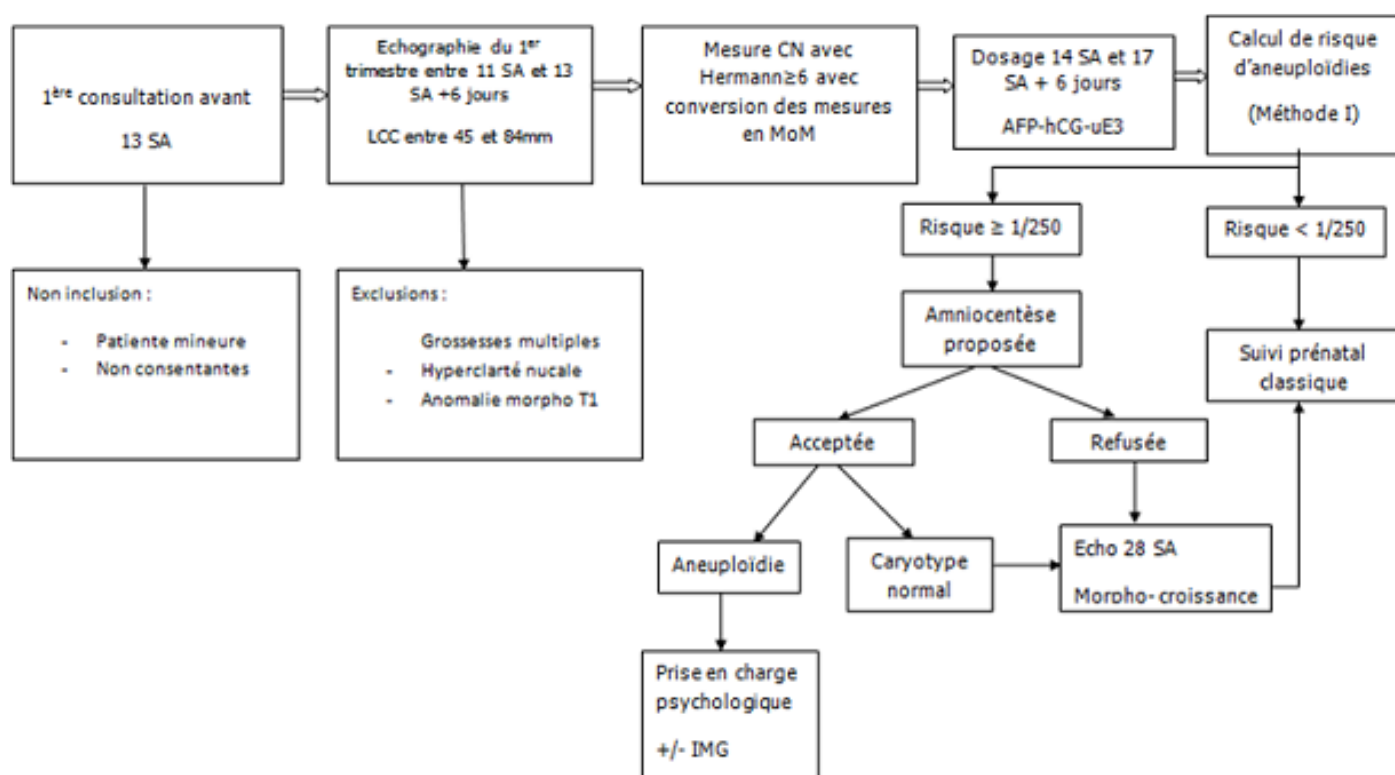 1ère consultation avant
13 SA
Echographie du 1er
trimestre entre 11 SA et 13
SA +6 jours
LCC entre 45 et 84mm
Mesure CN avec
Hermann≥6 avec
conversion des mesures
en MoM
Dosage 14 SA et 17
SA + 6 jours
AFP-hCG-uE3
Calcul de risque
d'aneuploïdies
(Méthode I)
Risque ≥ 1/250
Risque < 1/250
Non inclusion :
- Patiente mineure
- Non consentantes
Exclusions :
Grossesses multiples
- Hyperclarté nucale
- Anomalie morpho T1
Amniocentèse
proposée
Suivi prénatal
classique
Acceptée
Refusée
Aneuploïdie
Caryotype
normal
Echo 28 SA
Morpho- croissance
Prise en charge
psychologique
+/- IMG